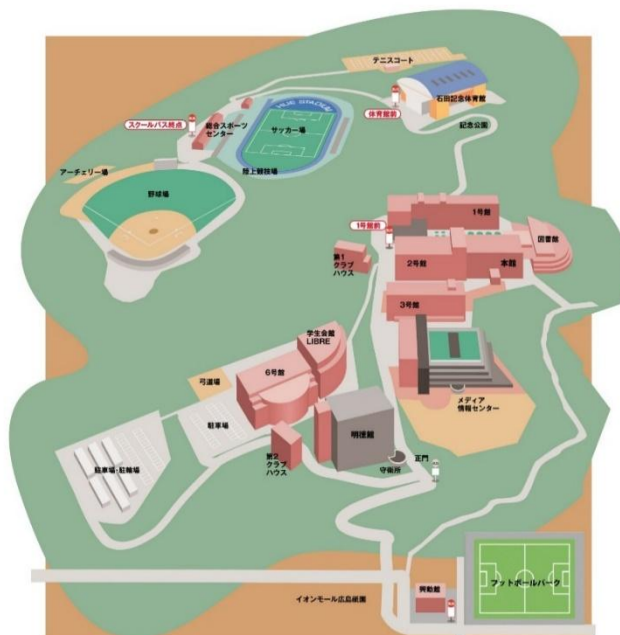 テニスコート
HUE STADIUM
石田記念体育館
体育館前
記念公園
スクールバス終点
総合スポーツ
センター
サッカー場
陸上競技場
アーチェリー場
野球場
1号館
1号館前
図書館
2号館
本館
第1
クラブ
ハウス
3号館
学生会館
LIBRE
6号館
弓道場
メディア
情報センター
駐車場
明徳館
駐車場・駐輪場
第2
クラブ
ハウス
正門
守衛所
フットボールパーク
興動館
イオンモール広島祇園